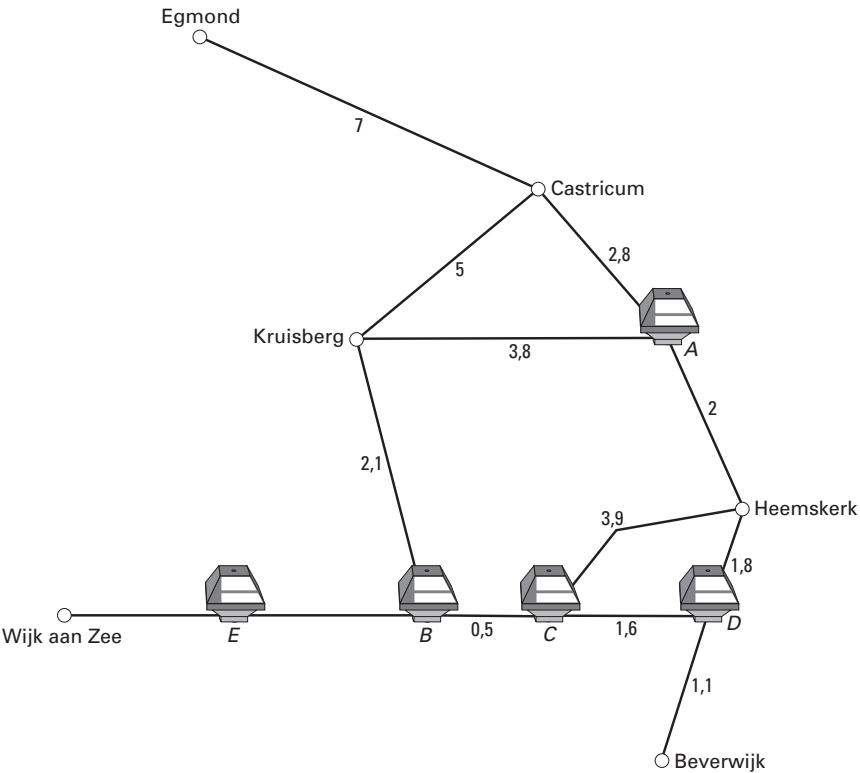 Egmond
7
Castricum
2,8
5
Kruisberg
3,8
A
2
2,1
Heemskerk
3,9
1,8
Wijk aan Zee
E
B
0,5
C
1,6
D
1,1
Beverwijk